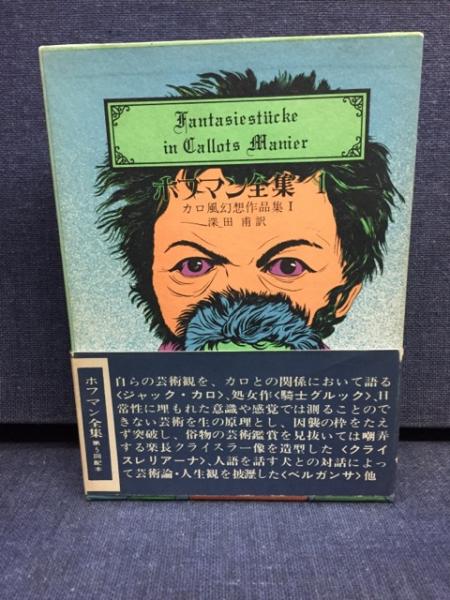 Fantasiestücke
in Callots Manier
ホフマン全集 1
カロ風幻想作品集 I
深田甫訳
ホフマン全集 第5回配本
自らの芸術観を、カロとの関係において語る
〈ジャック・カロ〉、処女作〈騎士グルック〉、日
常性に埋もれた意識や感覚では測ることので
きない芸術を生の原理とし、因襲の枠をたえ
ず突破し、俗物の芸術鑑賞を見抜いては嘲弄
する楽長クライスラー像を造型した〈クライ
スレリアーナ〉、人語を話す犬との対話によっ
て芸術論・人生観を披瀝した〈ベルガンサ〉他